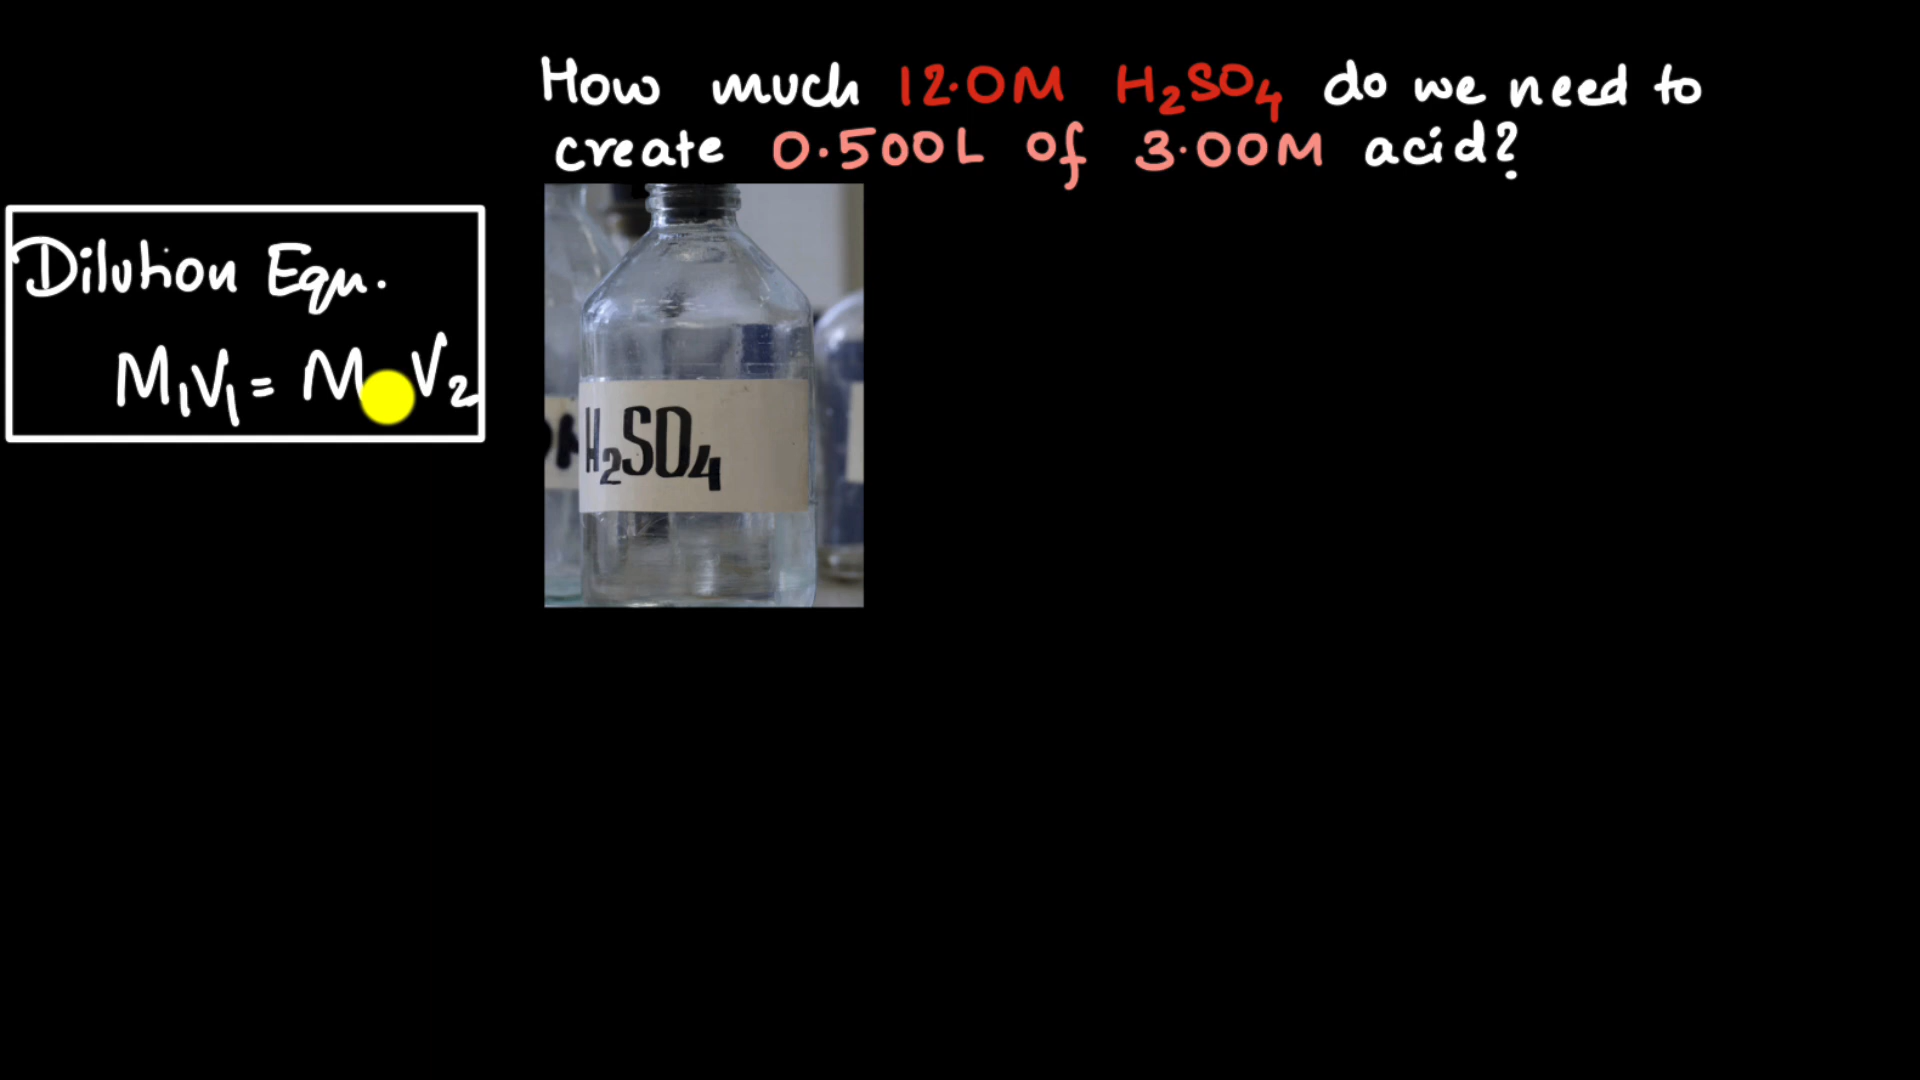 How much 12.0M H₂SO₄ do we need to
create 0.500L of 3.00M acid?
Dilution Eqn.
M₁V₁ = M V₂
H₂SO₄